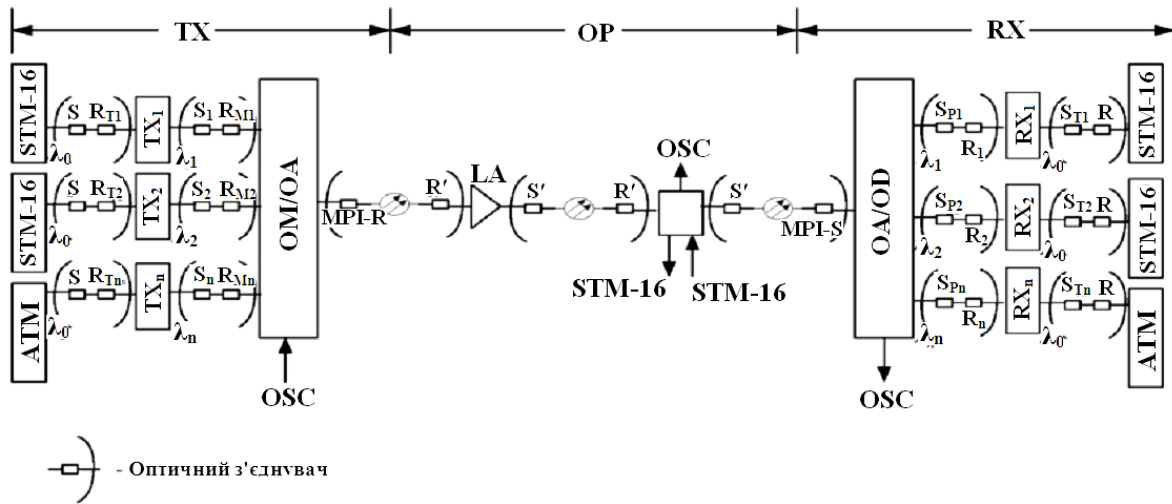 TX OP RX
STM-16 S R_T1 TX_1 S_1 R_M1 S_P1 R_1 RX_1 S_T1 R STM-16
λ_0 λ_1 λ_1 λ_0
OSC
STM-16 S R_T2 TX_2 S_2 R_M2 OM/OA MPI-R R' LA S' R' S' MPI-S OA/OD S_P2 R_2 RX_2 S_T2 R STM-16
λ_0 λ_2 λ_2 λ_0
STM-16 STM-16
ATM S R_Tn TX_n S_n R_Mn S_Pn R_n RX_n S_Tn R ATM
λ_0 λ_n λ_n λ_0
OSC OSC
- Оптичний з'єднувач